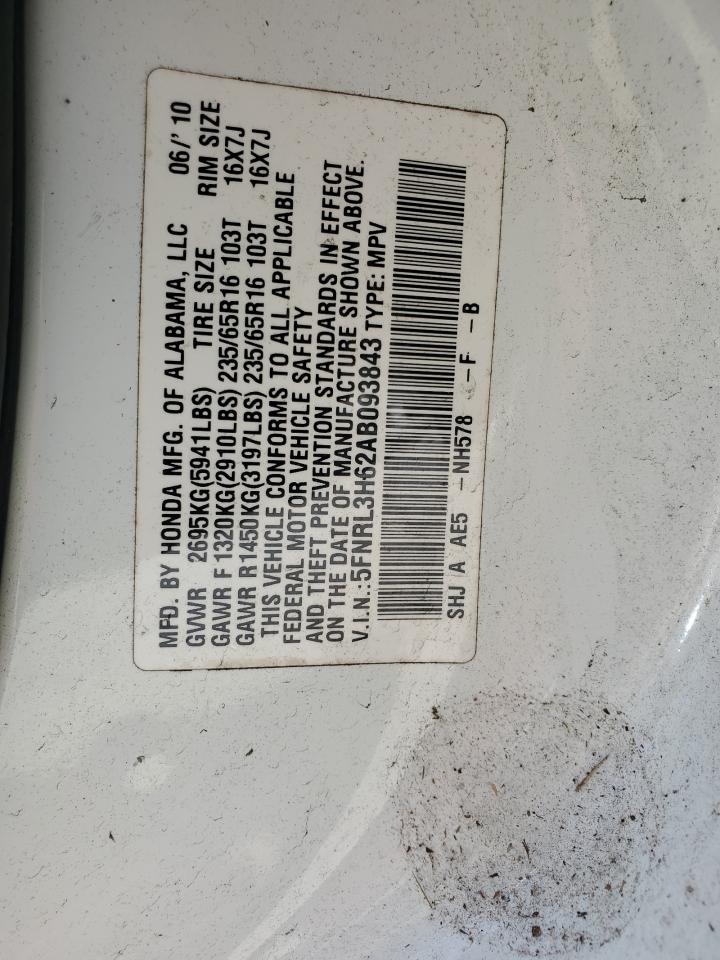 MFD. BY HONDA MFG. OF ALABAMA, LLC 06/' 10
GVWR 2695KG(5941LBS) TIRE SIZE RIM SIZE
GAWR F 1320KG(2910LBS) 235/65R16 103T 16X7J
GAWR R 1450KG(3197LBS) 235/65R16 103T 16X7J
THIS VEHICLE CONFORMS TO ALL APPLICABLE
FEDERAL MOTOR VEHICLE SAFETY
AND THEFT PREVENTION STANDARDS IN EFFECT
ON THE DATE OF MANUFACTURE SHOWN ABOVE.
V.I.N.:5FNRL3H62AB093843 TYPE: MPV
SHJ A AE5 -NH578 -F -B